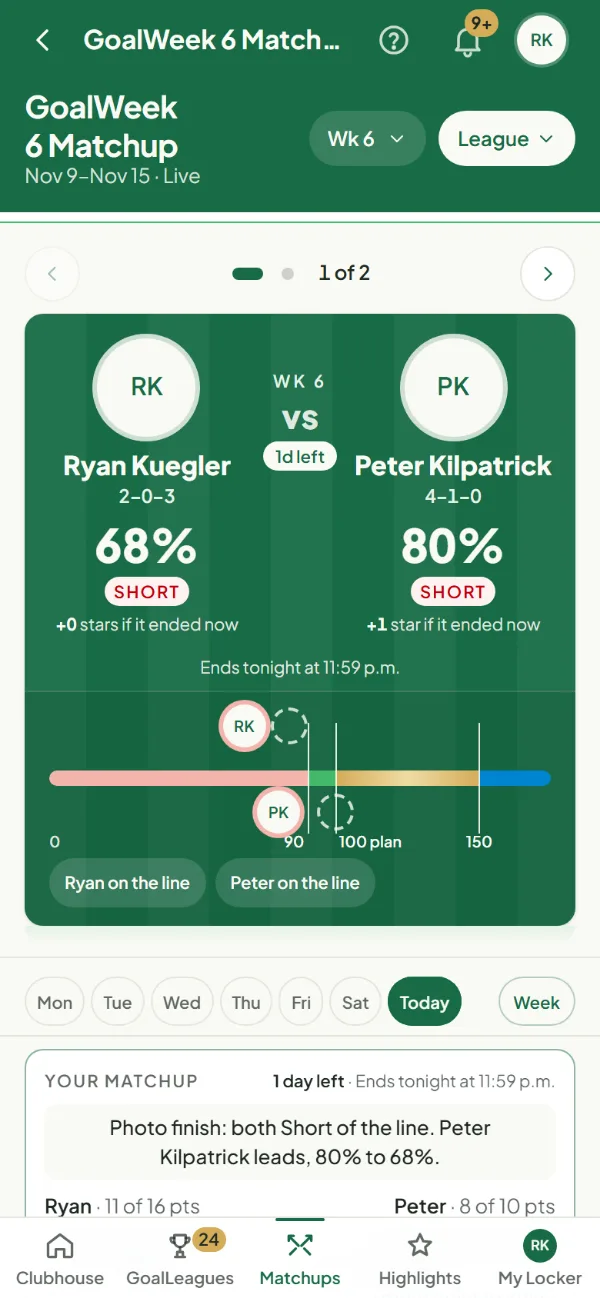 GoalWeek 6 Match…
9+
RK
GoalWeek
6 Matchup
Nov 9–Nov 15 · Live
Wk 6
League
1 of 2
RK
WK 6
VS
1d left
PK
Ryan Kuegler
Peter Kilpatrick
2–0–3
4–1–0
68%
80%
SHORT
SHORT
+0 stars if it ended now
+1 star if it ended now
Ends tonight at 11:59 p.m.
RK
PK
0
90
100 plan
150
Ryan on the line
Peter on the line
Mon
Tue
Wed
Thu
Fri
Sat
Today
Week
YOUR MATCHUP
1 day left · Ends tonight at 11:59 p.m.
Photo finish: both Short of the line. Peter
Kilpatrick leads, 80% to 68%.
Ryan · 11 of 16 pts
Peter · 8 of 10 pts
24
RK
Clubhouse
GoalLeagues
Matchups
Highlights
My Locker